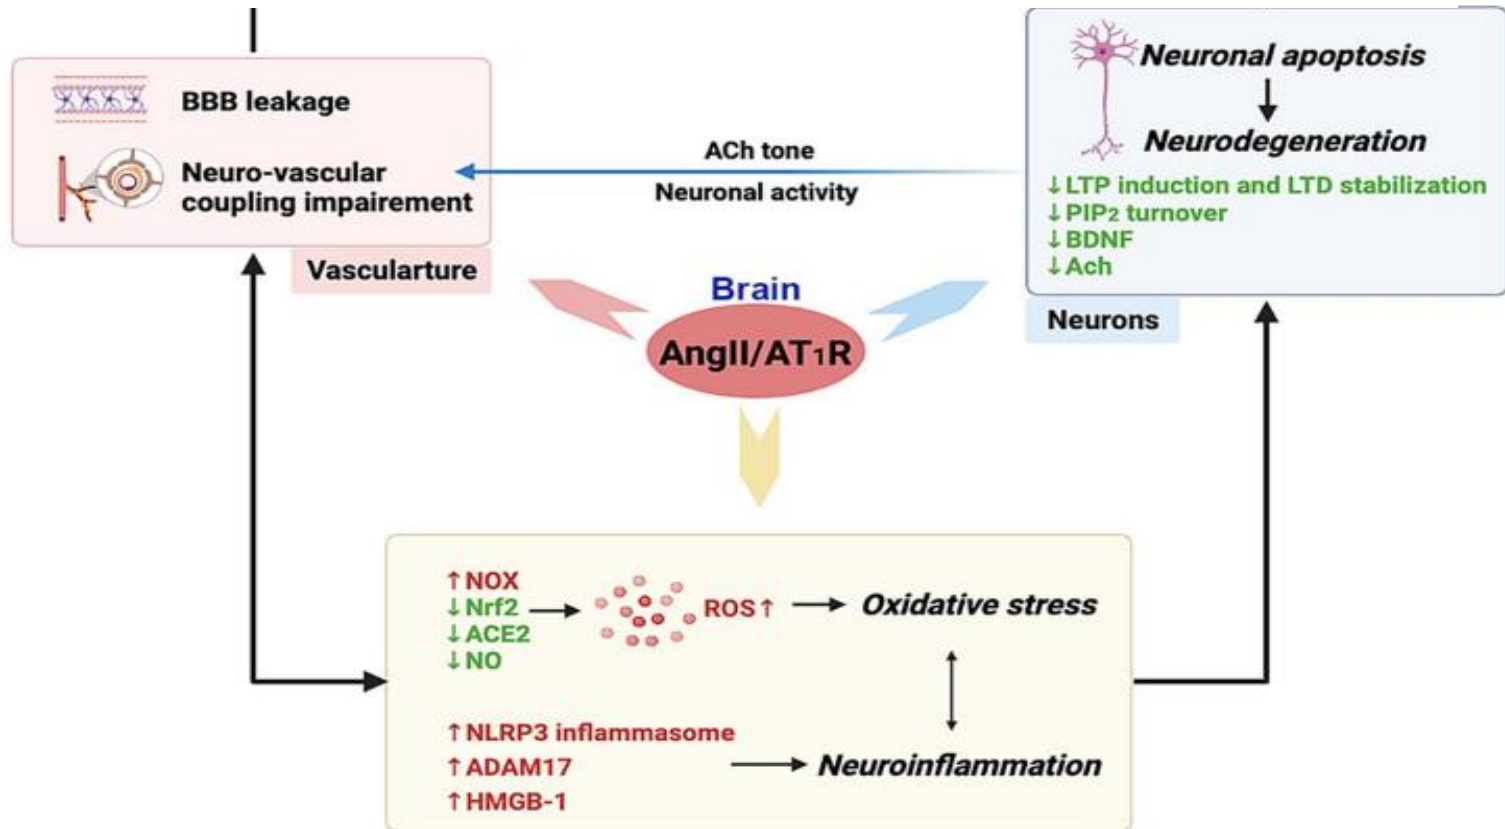 BBB leakage
Neuro-vascular
coupling impairement
Vascularture
ACh tone
Neuronal activity
Neuronal apoptosis
Neurodegeneration
↓LTP induction and LTD stabilization
↓PIP2 turnover
↓BDNF
↓Ach
Neurons
Brain
AngII/AT1R
↑NOX
↓Nrf2
↓ACE2
↓NO
ROS↑
Oxidative stress
↑NLRP3 inflammasome
↑ADAM17
↑HMGB-1
Neuroinflammation